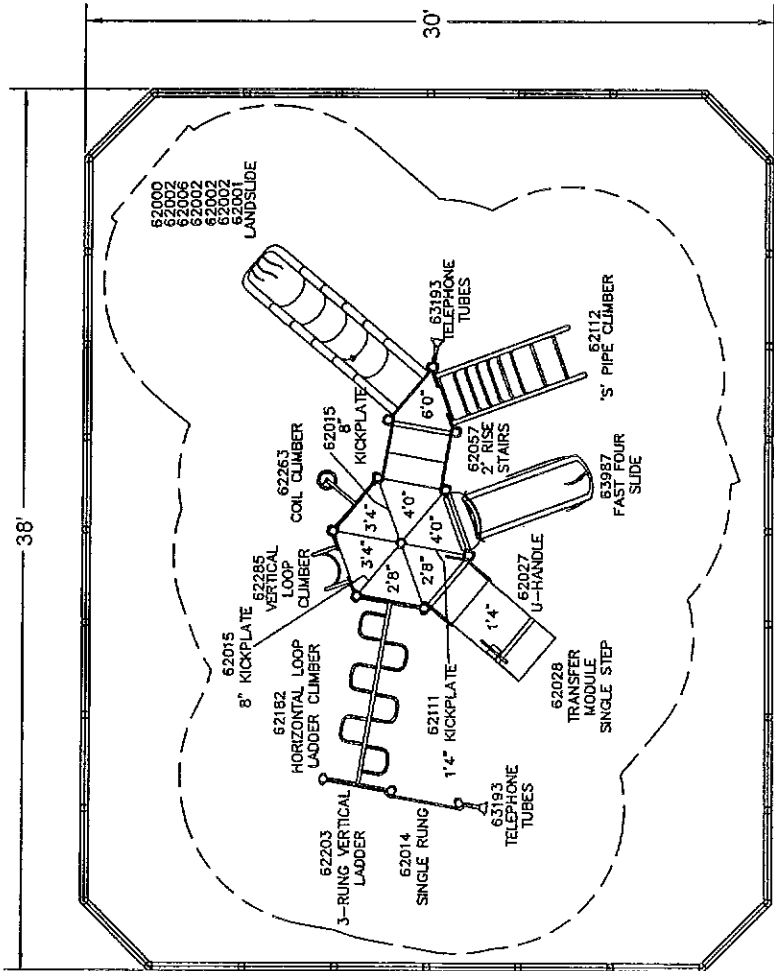 38'
30'
62000
62002
62006
62002
62002
62001
LANDSLIDE
63193
TELEPHONE
TUBES
62112
'S' PIPE CLIMBER
6'0"
62015
8"
KICKPLATE
62263
COIL CLIMBER
62057
2' RISE
STAIRS
63987
FAST FOUR
SLIDE
62285
VERTICAL
LOOP
CLIMBER
3'4"
4'0"
3'4"
4'0"
2'8"
2'8"
62027
U-HANDLE
62015
8" KICKPLATE
62182
HORIZONTAL LOOP
LADDER CLIMBER
62111
1'4" KICKPLATE
1'4"
62028
TRANSFER
MODULE
SINGLE STEP
62203
3-RUNG VERTICAL
LADDER
62014
SINGLE RUNG
63193
TELEPHONE
TUBES